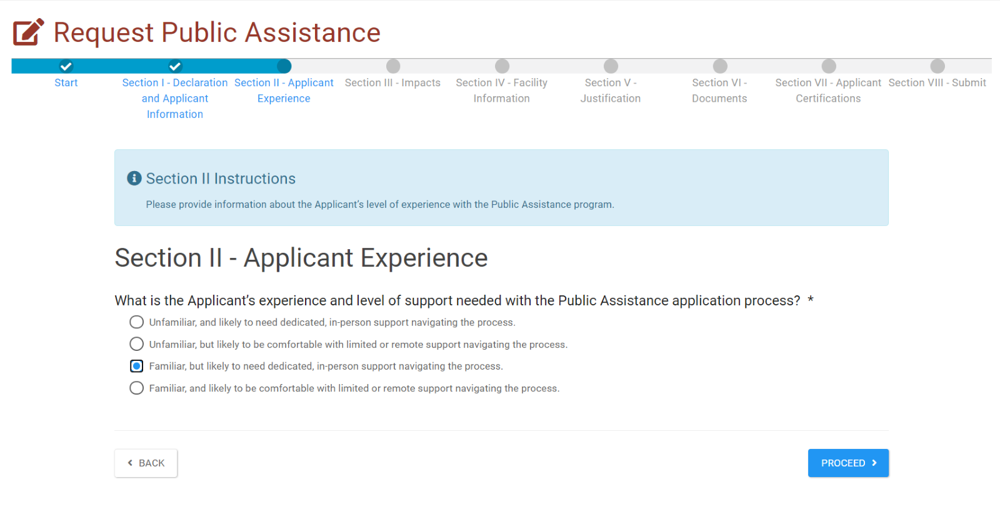 Request Public Assistance
Start
Section I - Declaration
and Applicant
Information
Section II - Applicant
Experience
Section III - Impacts
Section IV - Facility
Information
Section V -
Justification
Section VI -
Documents
Section VII - Applicant
Certifications
Section VIII - Submit
Section II Instructions
Please provide information about the Applicant’s level of experience with the Public Assistance program.
Section II - Applicant Experience
What is the Applicant’s experience and level of support needed with the Public Assistance application process? *
Unfamiliar, and likely to need dedicated, in-person support navigating the process.
Unfamiliar, but likely to be comfortable with limited or remote support navigating the process.
Familiar, but likely to need dedicated, in-person support navigating the process.
Familiar, and likely to be comfortable with limited or remote support navigating the process.
BACK
PROCEED